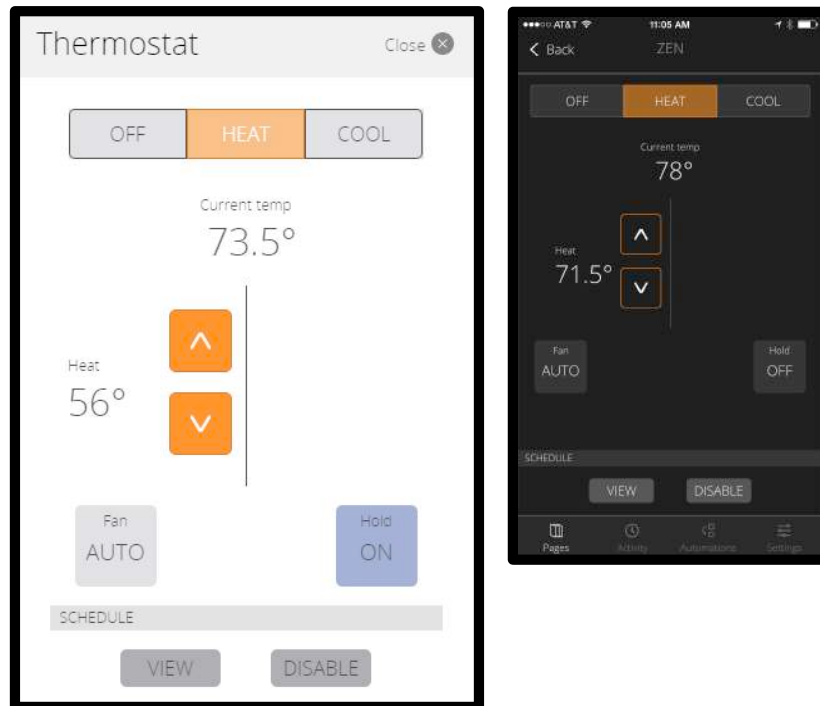 Thermostat
Close
OFF HEAT COOL
Current temp
73.5°
Heat
56°
Fan
AUTO
Hold
ON
SCHEDULE
VIEW DISABLE
AT&T 11:05 AM
Back ZEN
OFF HEAT COOL
Current temp
78°
Heat
71.5°
Fan
AUTO
Hold
OFF
SCHEDULE
VIEW DISABLE
Pages Activity Automations Settings